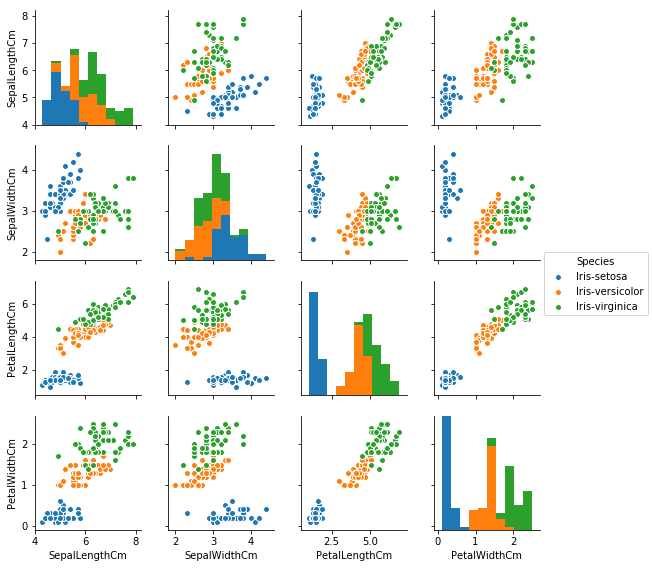 SepalLengthCm
8
7
6
5
4
SepalWidthCm
4
3
2
Species
Iris-setosa
Iris-versicolor
Iris-virginica
PetalLengthCm
6
4
2
PetalWidthCm
2
1
0
4 6 8
2 3 4
2.5 5.0
0 1 2
SepalLengthCm SepalWidthCm PetalLengthCm PetalWidthCm